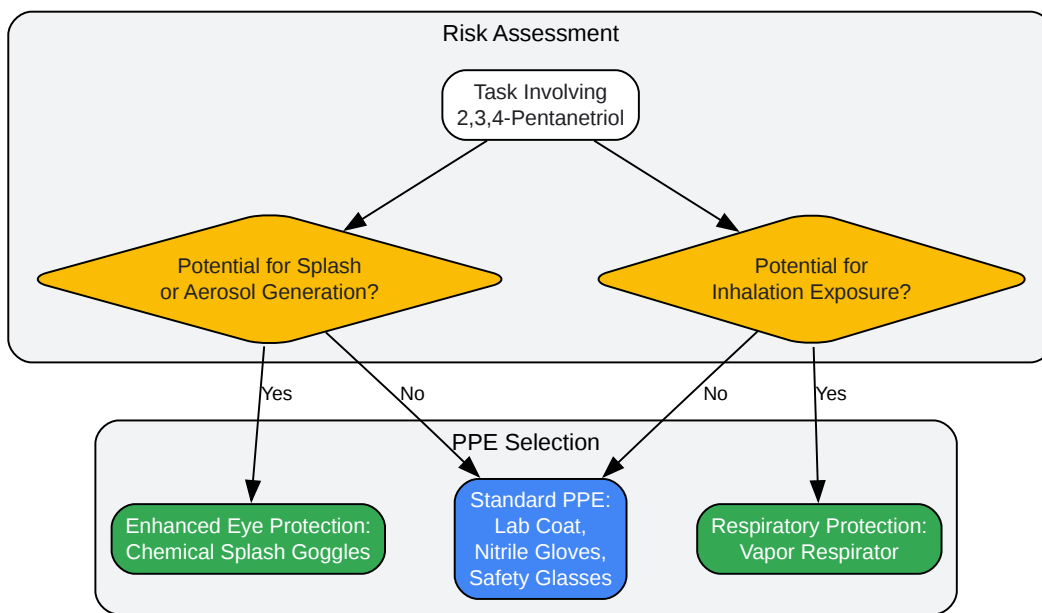 Risk Assessment
Task Involving
2,3,4-Pentanetriol
Potential for Splash
or Aerosol Generation?
Potential for
Inhalation Exposure?
Yes
No
No
Yes
PPE Selection
Enhanced Eye Protection:
Chemical Splash Goggles
Standard PPE:
Lab Coat,
Nitrile Gloves,
Safety Glasses
Respiratory Protection:
Vapor Respirator